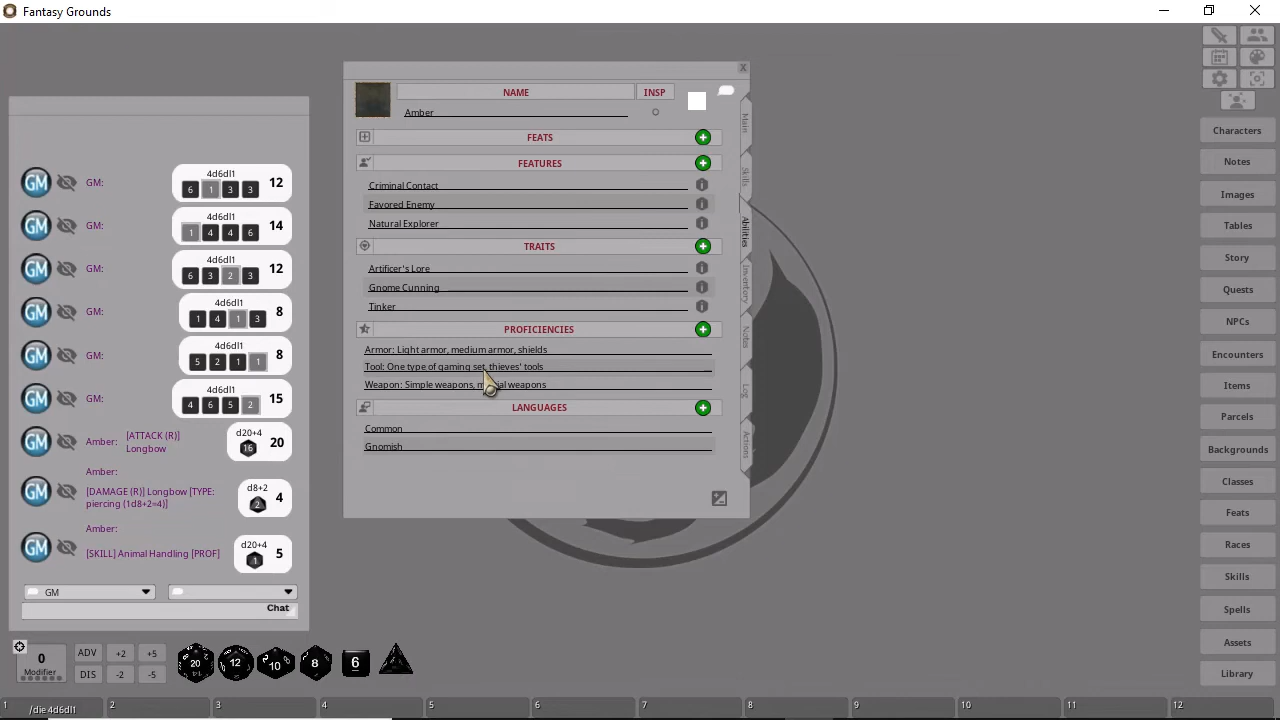 Fantasy Grounds
GM:
4d6dl1
6 1 3 3
12
GM:
4d6dl1
1 4 4 6
14
GM:
4d6dl1
6 3 2 3
12
GM:
4d6dl1
1 4 1 3
8
GM:
4d6dl1
5 2 1 1
8
GM:
4d6dl1
4 6 5 2
15
Amber: [ATTACK (R)]
Longbow
d20+4
16
20
Amber:
[DAMAGE (R)] Longbow [TYPE:
piercing (1d8+2=4)]
d8+2
2
4
Amber:
[SKILL] Animal Handling [PROF]
d20+4
1
5
GM
Chat
0
Modifier
ADV +2 +5
DIS -2 -5
20 12 10 8 6
1 /die 4d6dl1 2 3 4 5 6 7 8 9 10 11 12
X
NAME INSP
Amber
FEATS
FEATURES
Criminal Contact
Favored Enemy
Natural Explorer
TRAITS
Artificer's Lore
Gnome Cunning
Tinker
PROFICIENCIES
Armor: Light armor, medium armor, shields
Tool: One type of gaming set, thieves' tools
Weapon: Simple weapons, weapons
LANGUAGES
Common
Gnomish
Main
Skills
Abilities
Inventory
Notes
Log
Actions
Characters
Notes
Images
Tables
Story
Quests
NPCs
Encounters
Items
Parcels
Backgrounds
Classes
Feats
Races
Skills
Spells
Assets
Library